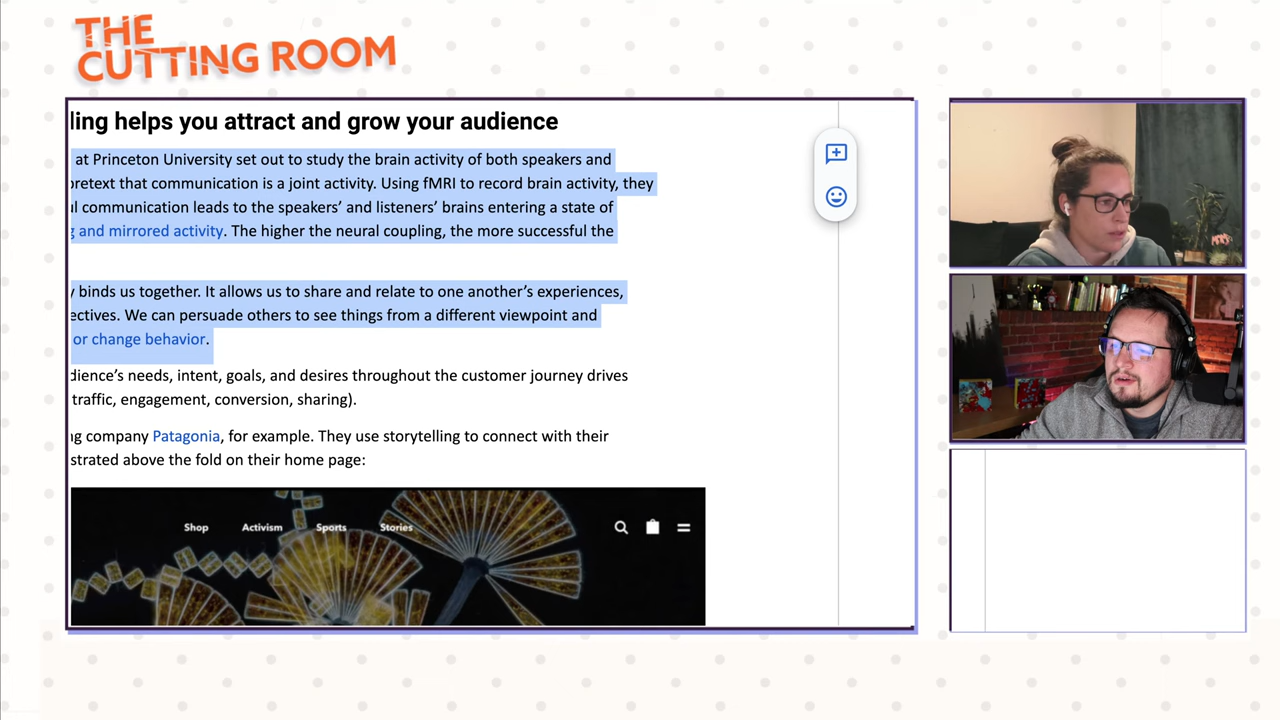 THE
CUTTING ROOM
ling helps you attract and grow your audience
at Princeton University set out to study the brain activity of both speakers and
pretext that communication is a joint activity. Using fMRI to record brain activity, they
communication leads to the speakers’ and listeners’ brains entering a state of
and mirrored activity. The higher the neural coupling, the more successful the
binds us together. It allows us to share and relate to one another’s experiences,
ectives. We can persuade others to see things from a different viewpoint and
or change behavior.
dience’s needs, intent, goals, and desires throughout the customer journey drives
traffic, engagement, conversion, sharing).
ng company Patagonia, for example. They use storytelling to connect with their
strated above the fold on their home page:
Shop Activism Sports Stories